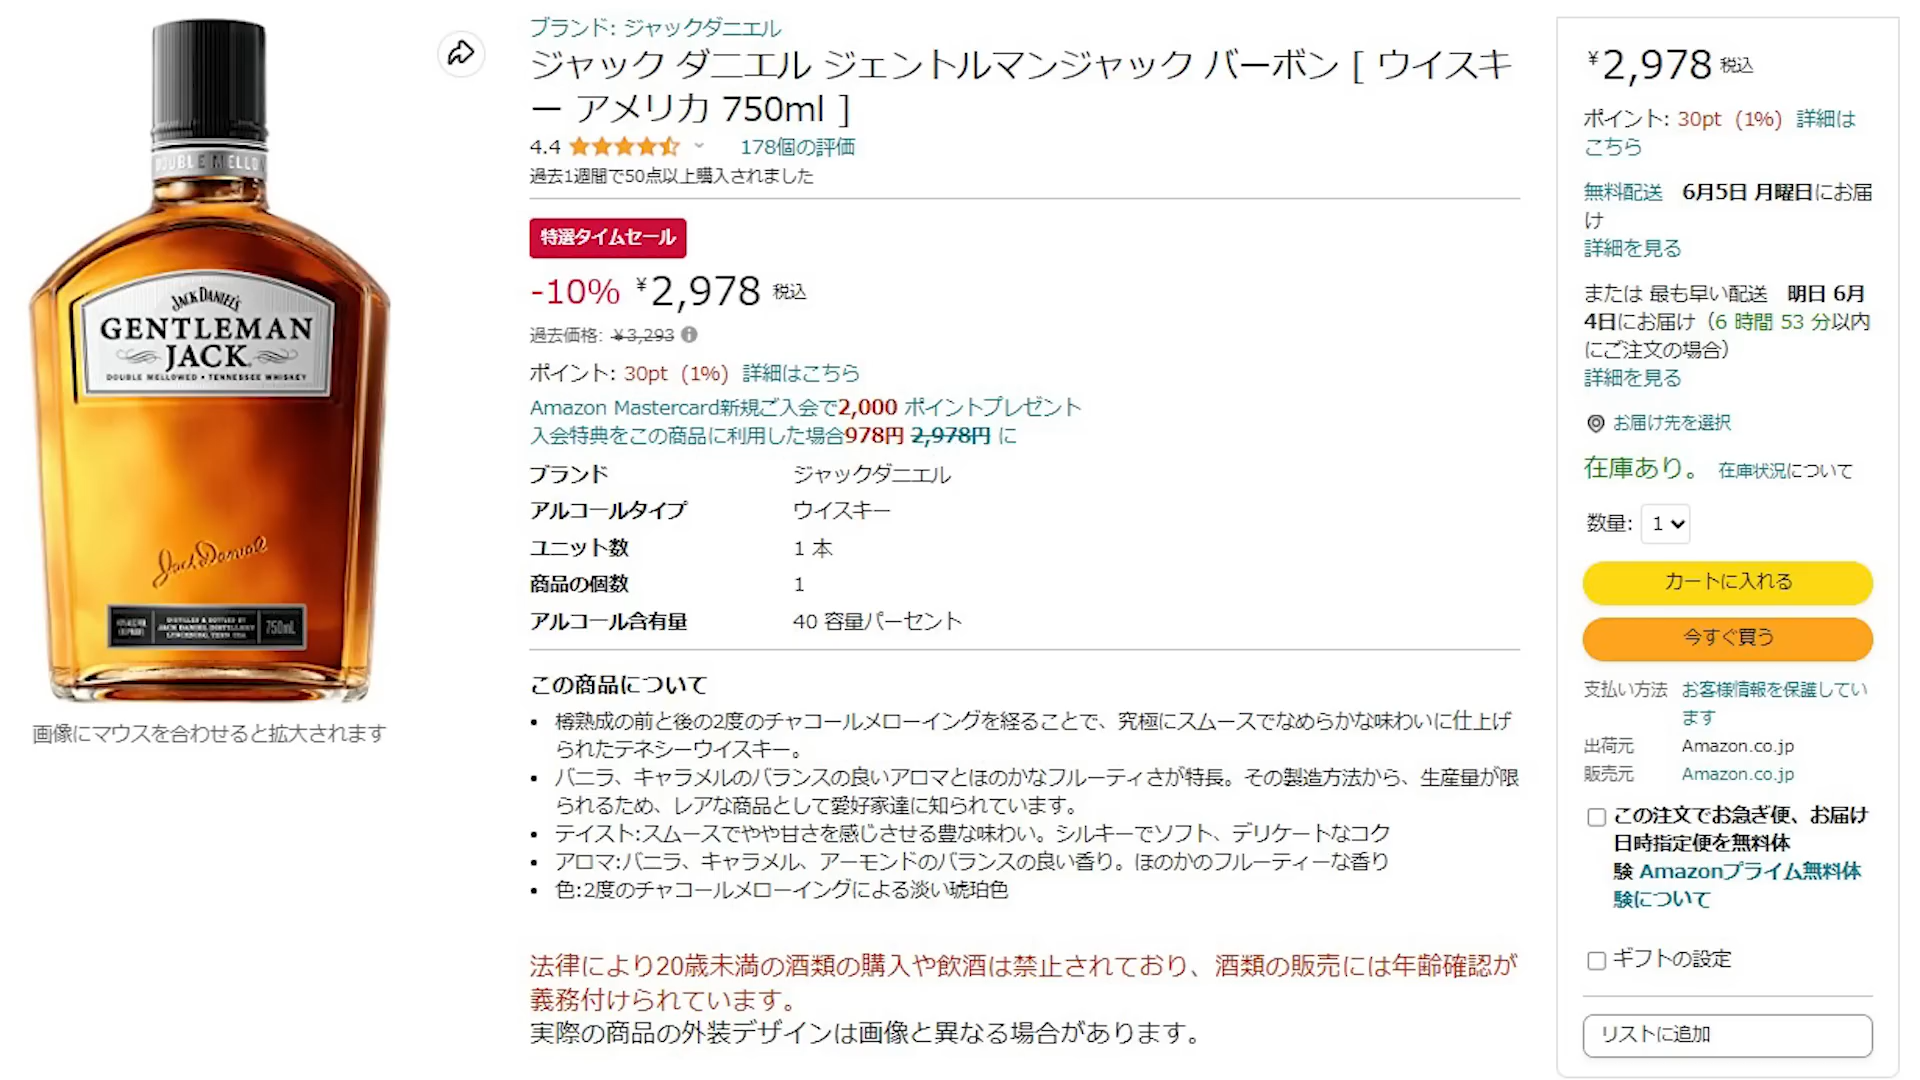 DOUBLE MELLOW
JACK DANIEL'S
GENTLEMAN
JACK
DOUBLE MELLOWED • TENNESSEE WHISKEY
Jack Daniel
DISTILLED & BOTTLED BY
JACK DANIEL DISTILLERY
LYNCHBURG, TENN USA
750mL
画像にマウスを合わせると拡大されます
ブランド: ジャックダニエル
ジャック ダニエル ジェントルマンジャック バーボン [ ウイスキ
ー アメリカ 750ml ]
4.4 178個の評価
過去1週間で50点以上購入されました
特選タイムセール
-10% ¥2,978 税込
過去価格: ¥3,293
ポイント: 30pt (1%) 詳細はこちら
Amazon Mastercard新規ご入会で2,000 ポイントプレゼント
入会特典をこの商品に利用した場合978円 2,978円 に
ブランド ジャックダニエル
アルコールタイプ ウイスキー
ユニット数 1 本
商品の個数 1
アルコール含有量 40 容量パーセント
この商品について
• 樽熟成の前と後の2度のチャコールメローイングを経ることで、究極にスムースでなめらかな味わいに仕上げ
られたテネシーウイスキー。
• バニラ、キャラメルのバランスの良いアロマとほのかなフルーティさが特長。その製造方法から、生産量が限
られるため、レアな商品として愛好家達に知られています。
• テイスト:スムースでやや甘さを感じさせる豊な味わい。シルキーでソフト、デリケートなコク
• アロマ:バニラ、キャラメル、アーモンドのバランスの良い香り。ほのかのフルーティーな香り
• 色:2度のチャコールメローイングによる淡い琥珀色
法律により20歳未満の酒類の購入や飲酒は禁止されており、酒類の販売には年齢確認が
義務付けられています。
実際の商品の外装デザインは画像と異なる場合があります。
¥2,978 税込
ポイント: 30pt (1%) 詳細は
こちら
無料配送 6月5日 月曜日にお届
け
詳細を見る
または 最も早い配送 明日 6月
4日にお届け（6 時間 53 分以内
にご注文の場合）
詳細を見る
お届け先を選択
在庫あり。 在庫状況について
数量: 1
カートに入れる
今すぐ買う
支払い方法 お客様情報を保護してい
ます
出荷元 Amazon.co.jp
販売元 Amazon.co.jp
この注文でお急ぎ便、お届け
日時指定便を無料体
験 Amazonプライム無料体
験について
ギフトの設定
リストに追加